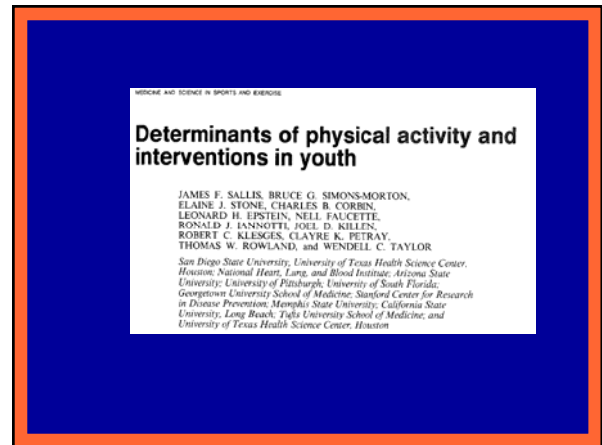 MEDICINE AND SCIENCE IN SPORTS AND EXERCISE
Determinants of physical activity and
interventions in youth
JAMES F. SALLIS, BRUCE G. SIMONS-MORTON,
ELAINE J. STONE, CHARLES B. CORBIN,
LEONARD H. EPSTEIN, NELL FAUCETTE,
RONALD J. IANNOTTI, JOEL D. KILLEN,
ROBERT C. KLESGES, CLAYRE K. PETRAY,
THOMAS W. ROWLAND, and WENDELL C. TAYLOR
San Diego State University, University of Texas Health Science Center,
Houston; National Heart, Lung, and Blood Institute; Arizona State
University; University of Pittsburgh; University of South Florida;
Georgetown University School of Medicine; Stanford Center for Research
in Disease Prevention; Memphis State University; California State
University, Long Beach; Tufts University School of Medicine; and
University of Texas Health Science Center, Houston